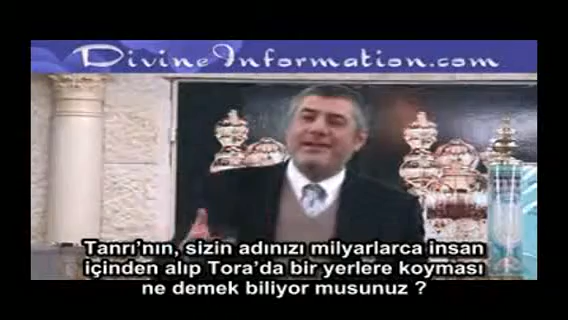 DivineInformation.com
Tanrı'nın, sizin adınızı milyarlarca insan
içinden alıp Tora'da bir yerlere koyması
ne demek biliyor musunuz ?